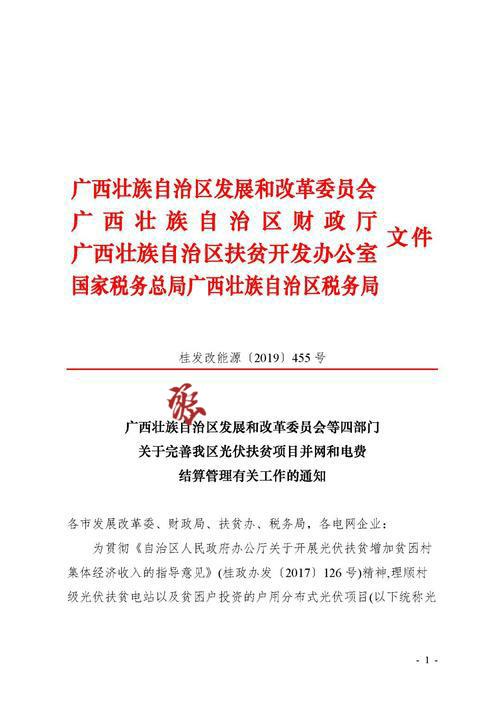 广西壮族自治区发展和改革委员会
广西壮族自治区财政厅
广西壮族自治区扶贫开发办公室
国家税务总局广西壮族自治区税务局
文件
桂发改能源〔2019〕455 号
广西壮族自治区发展和改革委员会等四部门
关于完善我区光伏扶贫项目并网和电费
结算管理有关工作的通知
各市发展改革委、财政局、扶贫办、税务局，各电网企业：
为贯彻《自治区人民政府办公厅关于开展光伏扶贫增加贫困村
集体经济收入的指导意见》(桂政办发〔2017〕126 号)精神,理顺村
级光伏扶贫电站以及贫困户投资的户用分布式光伏项目(以下统称光
- 1 -